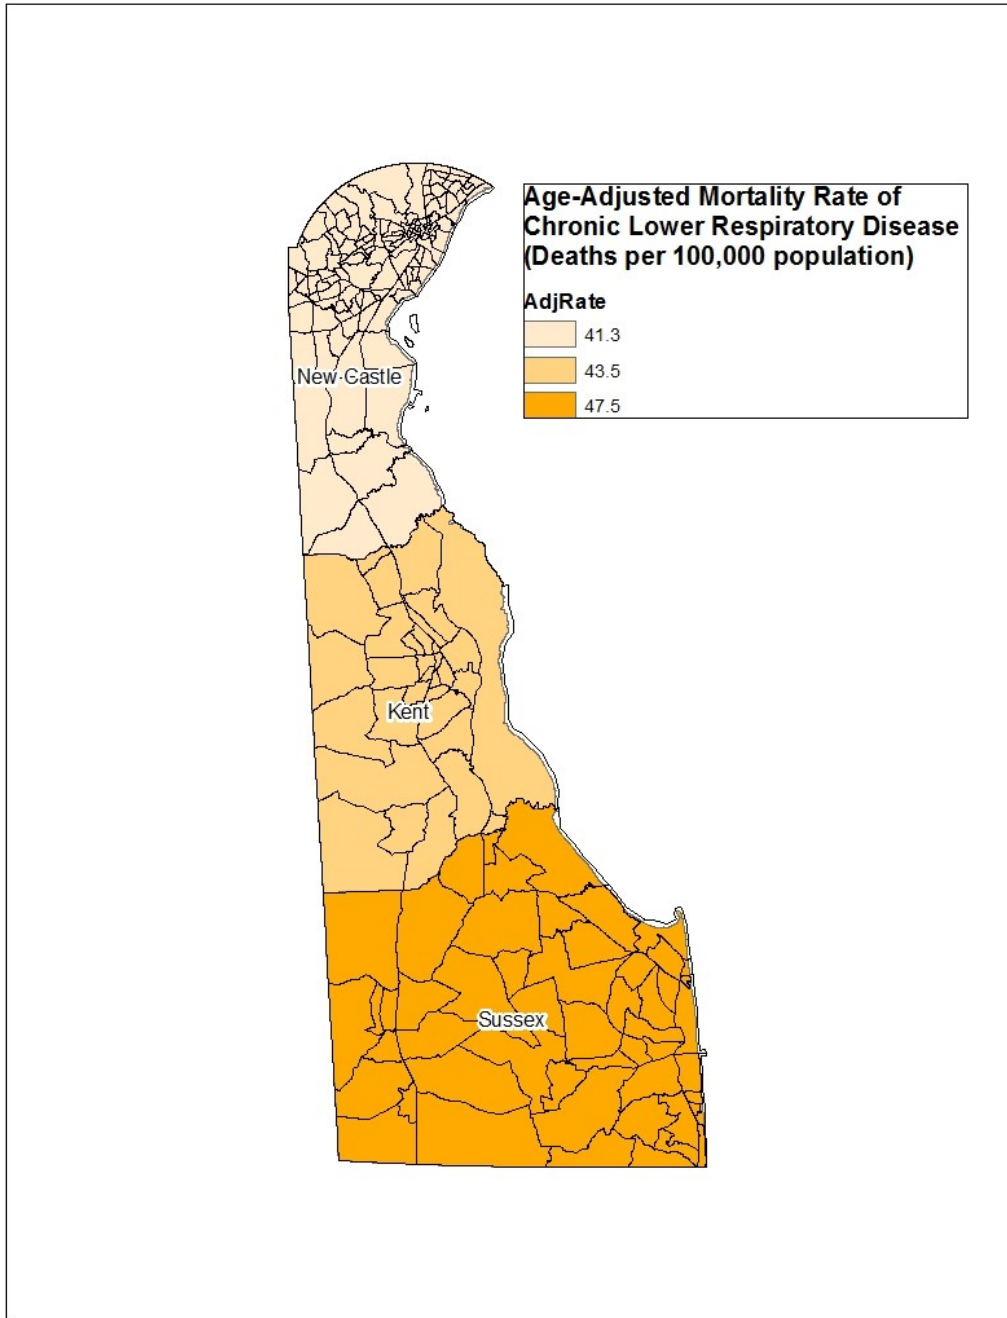 Age-Adjusted Mortality Rate of
Chronic Lower Respiratory Disease
(Deaths per 100,000 population)
AdjRate
41.3
43.5
47.5
New Castle
Kent
Sussex